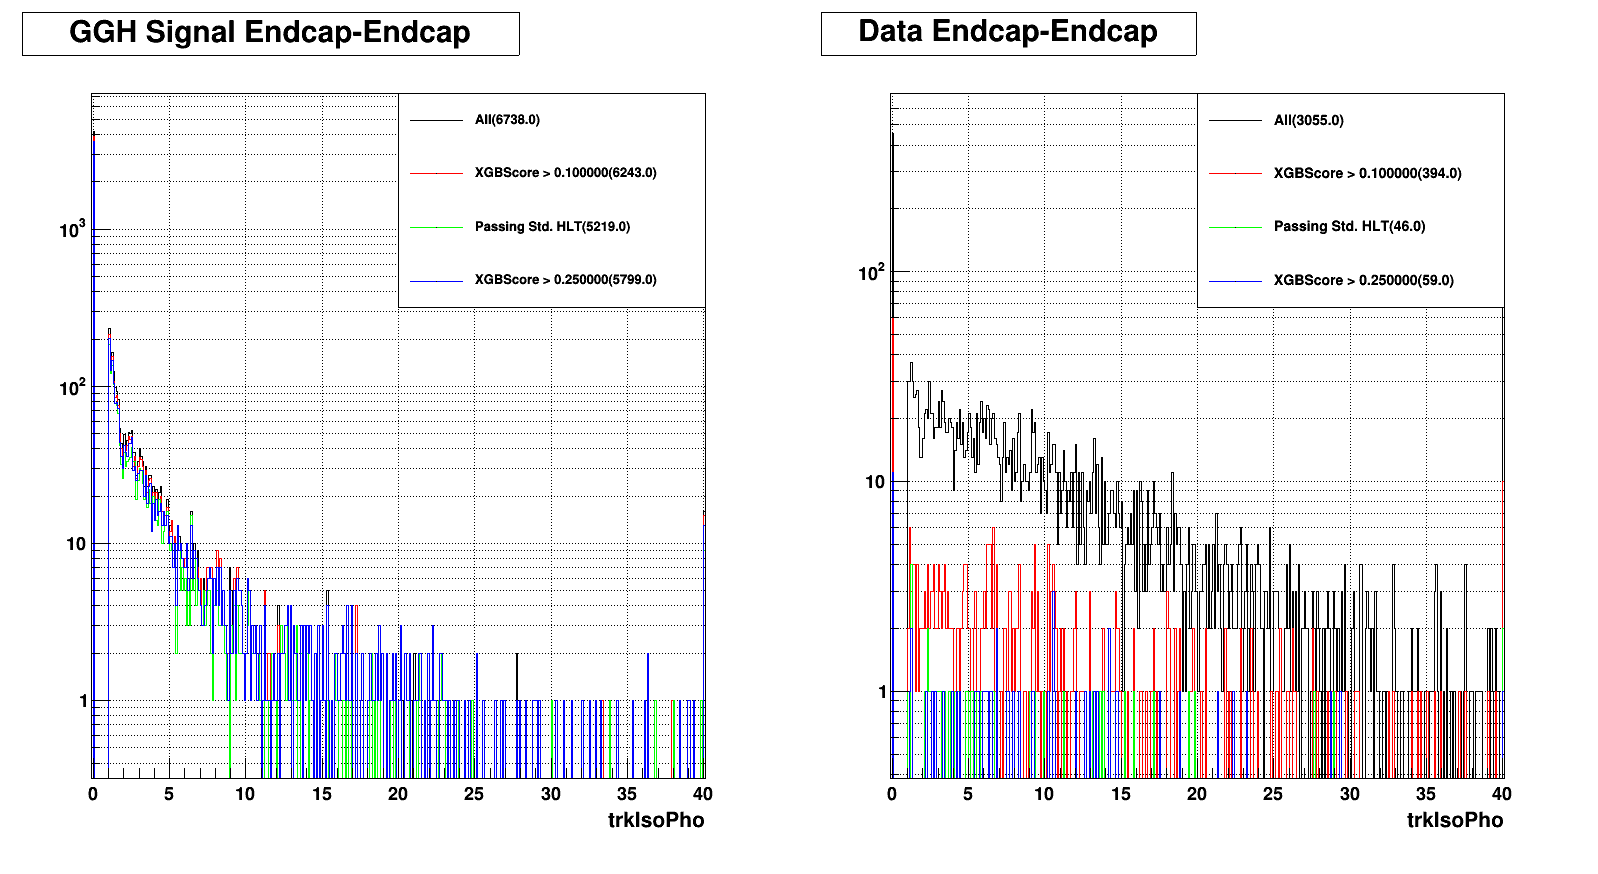 GGH Signal Endcap-Endcap
All(6738.0)
XGBScore > 0.100000(6243.0)
Passing Std. HLT(5219.0)
XGBScore > 0.250000(5799.0)
10³
10²
10
1
0 5 10 15 20 25 30 35 40
trkIsoPho
Data Endcap-Endcap
All(3055.0)
XGBScore > 0.100000(394.0)
Passing Std. HLT(46.0)
XGBScore > 0.250000(59.0)
10²
10
1
0 5 10 15 20 25 30 35 40
trkIsoPho